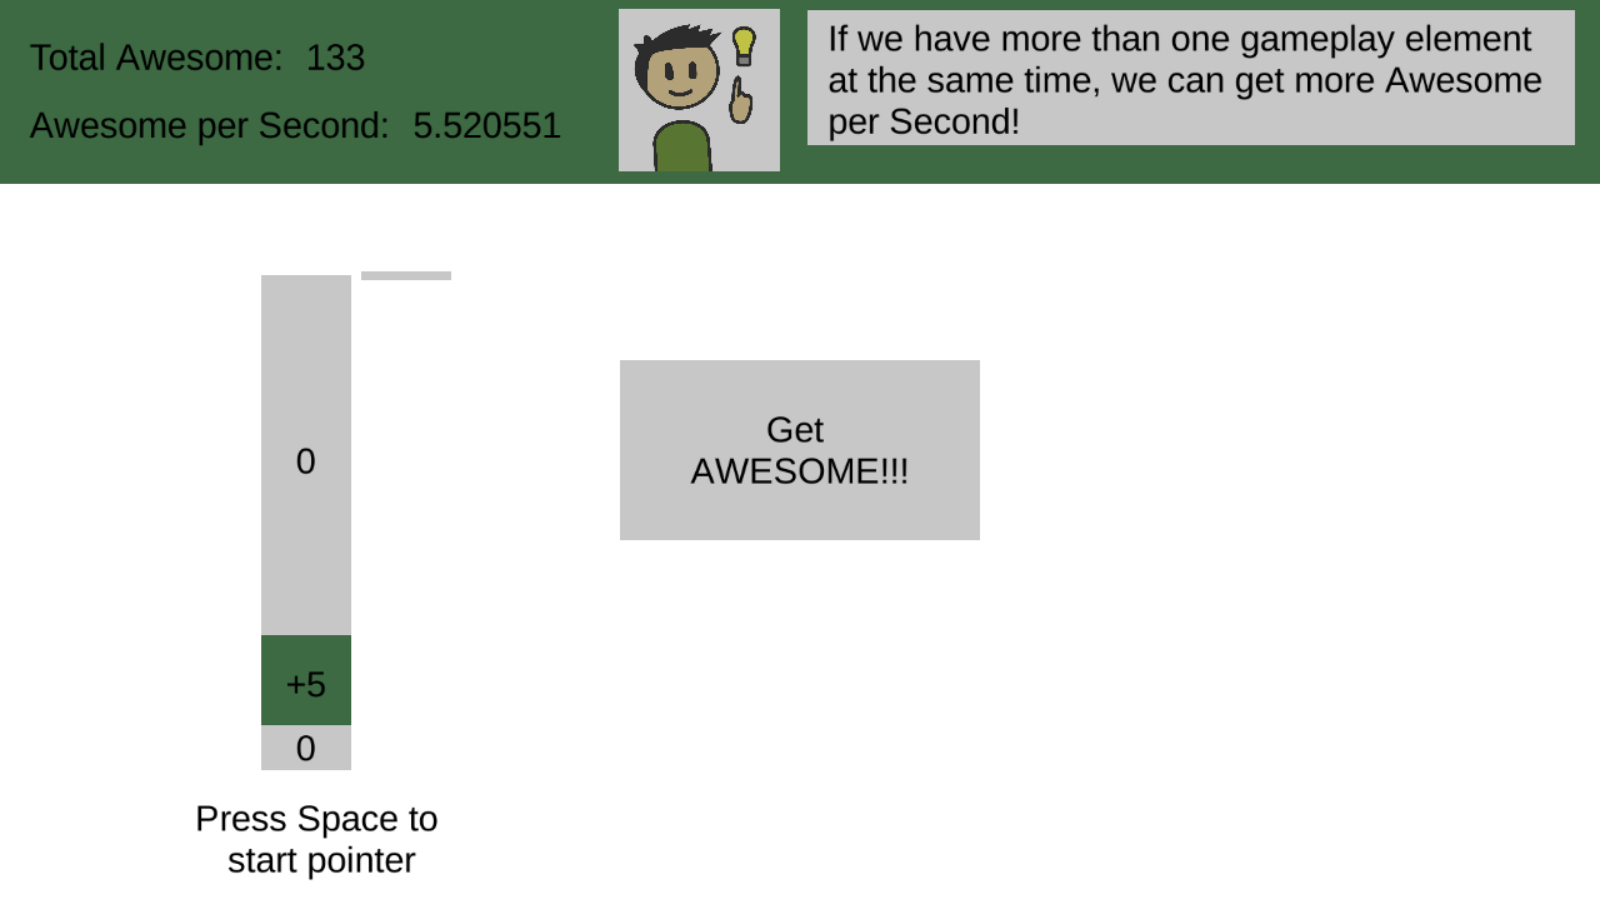 Total Awesome: 133
Awesome per Second: 5.520551
If we have more than one gameplay element
at the same time, we can get more Awesome
per Second!
0
+5
0
Press Space to
start pointer
Get
AWESOME!!!